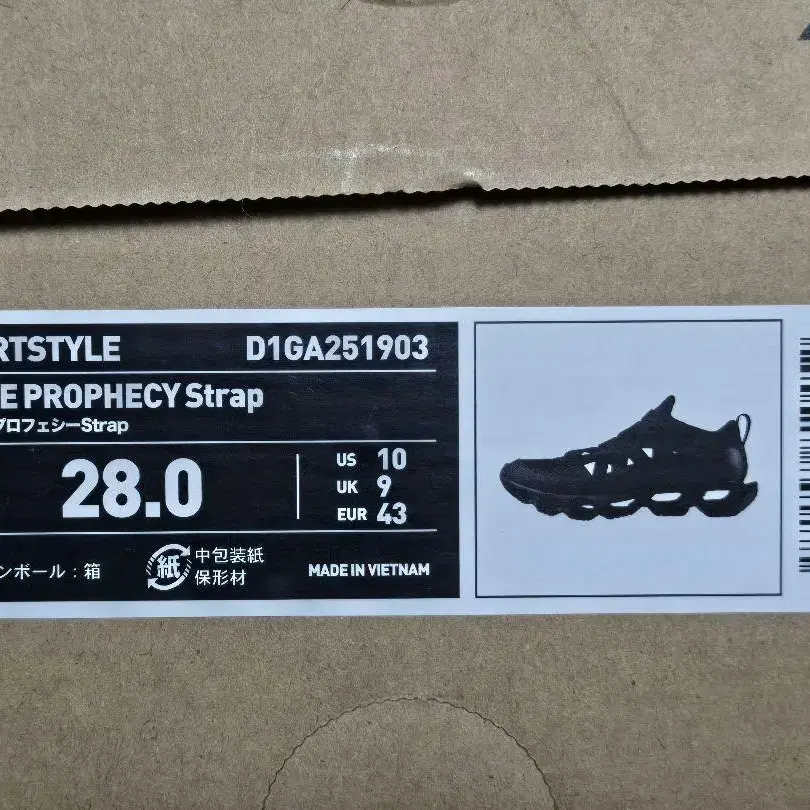 RTSTYLE D1GA251903
E PROPHECY Strap
プロフェシーStrap
28.0
US 10
UK 9
EUR 43
ンボール：箱
紙
中包装紙
保形材
MADE IN VIETNAM